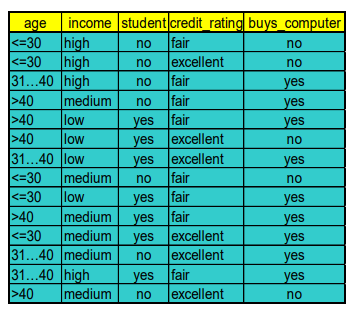 age income student credit_rating buys_computer
<=30 high no fair no
<=30 high no excellent no
31…40 high no fair yes
>40 medium no fair yes
>40 low yes fair yes
>40 low yes excellent no
31…40 low yes excellent yes
<=30 medium no fair no
<=30 low yes fair yes
>40 medium yes fair yes
<=30 medium yes excellent yes
31…40 medium no excellent yes
31…40 high yes fair yes
>40 medium no excellent no